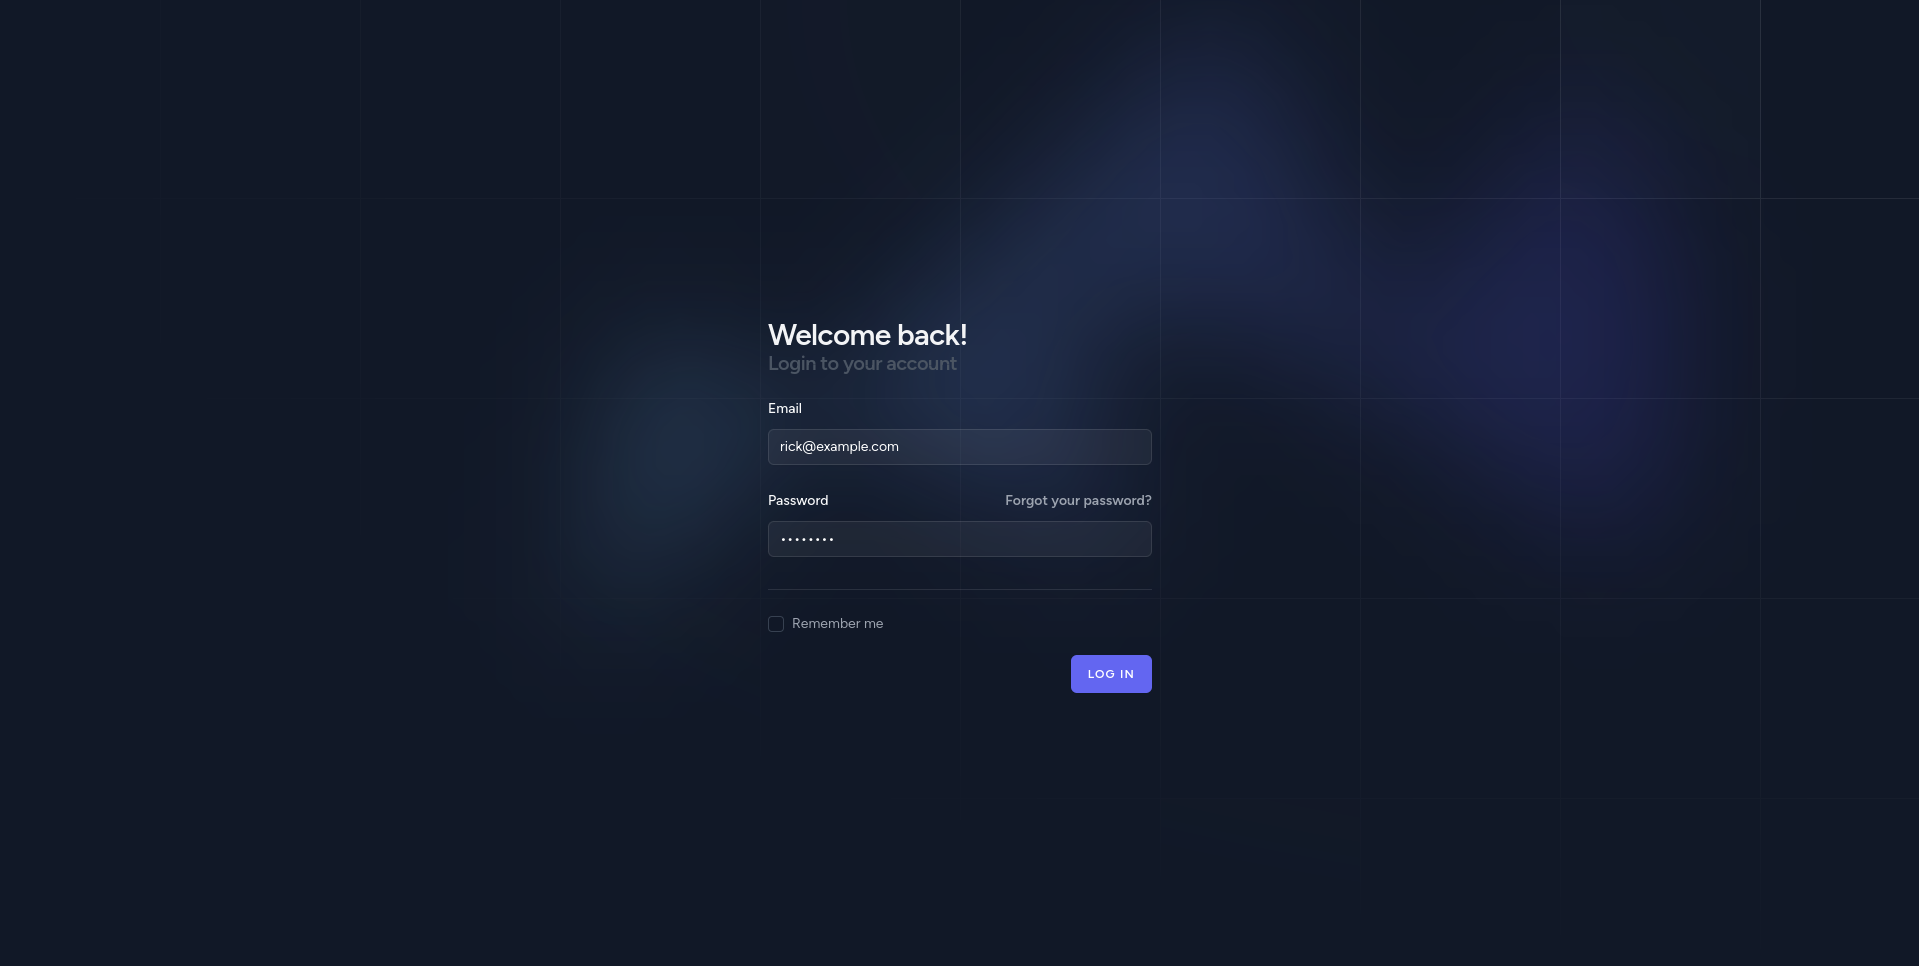 Welcome back!
Login to your account
Email
rick@example.com
Password
Forgot your password?
••••••••
Remember me
LOG IN